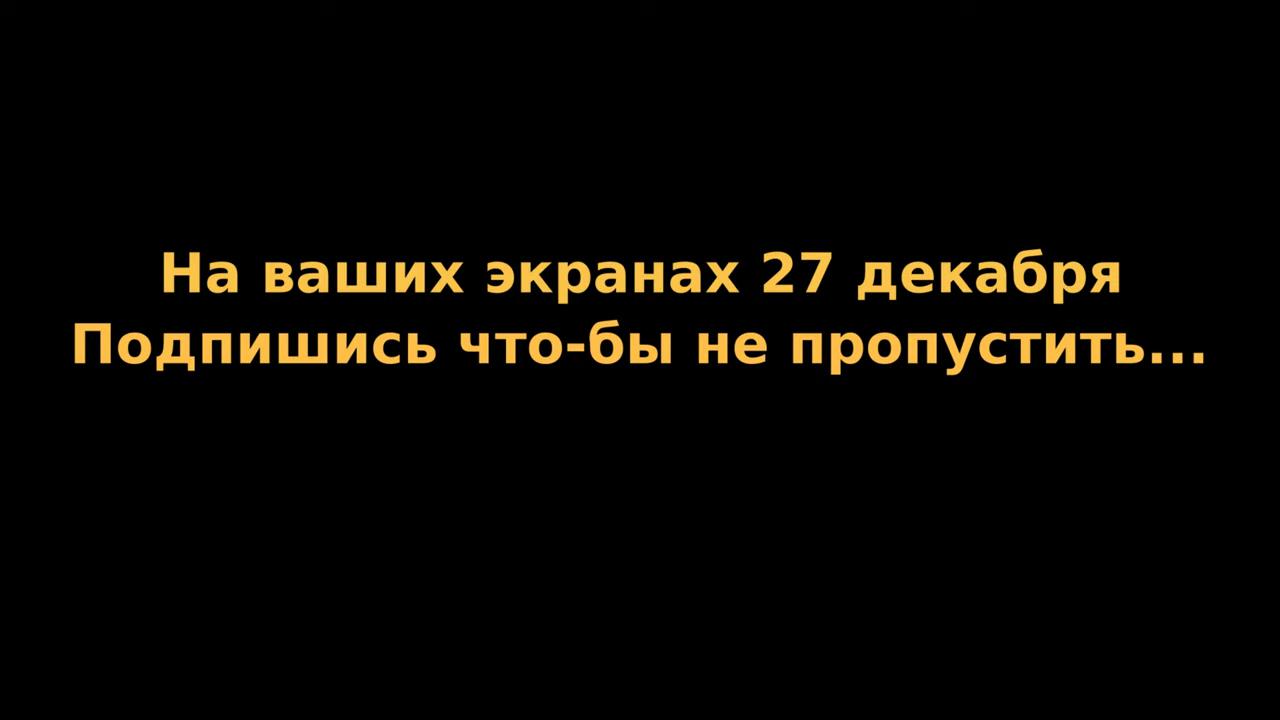 На ваших экранах 27 декабря
Подпишись что-бы не пропустить...